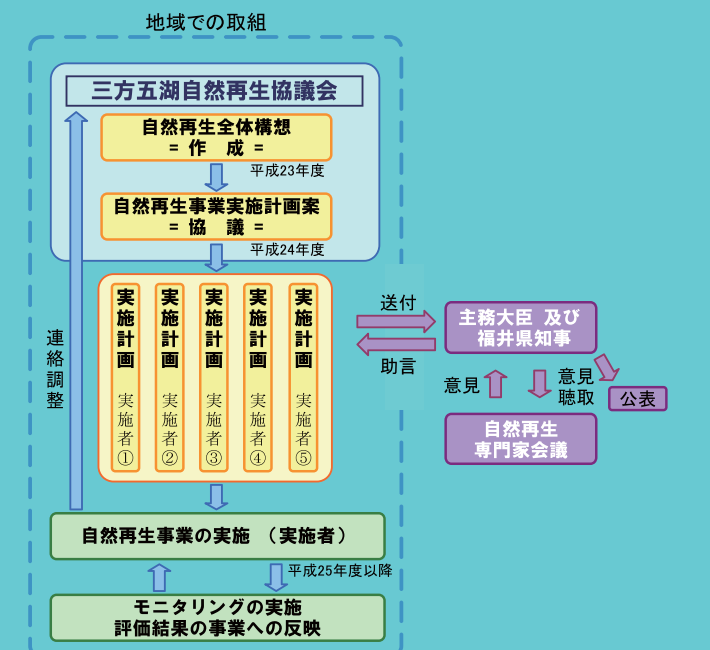 地域での取組
三方五湖自然再生協議会
自然再生全体構想
= 作　成 =
平成23年度
自然再生事業実施計画案
= 協　議 =
平成24年度
実施計画 実施者①
実施計画 実施者②
実施計画 実施者③
実施計画 実施者④
実施計画 実施者⑤
連絡調整
送付
助言
主務大臣 及び
福井県知事
意見
意見
聴取
公表
自然再生
専門家会議
自然再生事業の実施 （実施者）
平成25年度以降
モニタリングの実施
評価結果の事業への反映